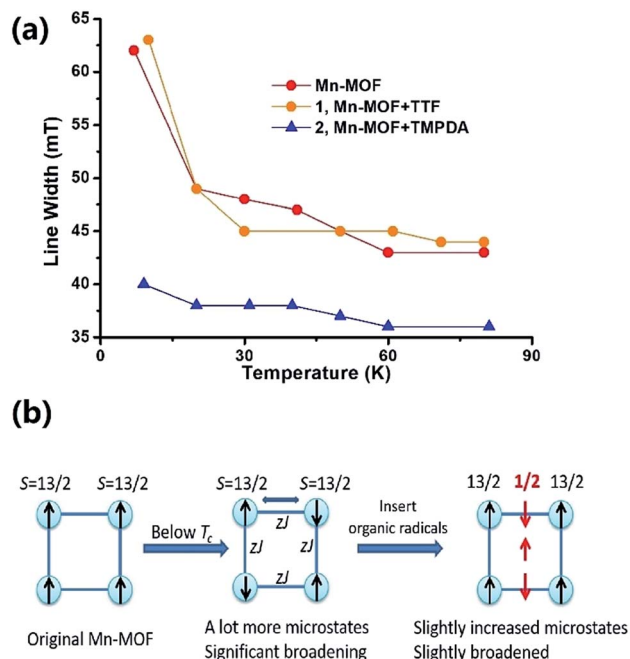 (a)
65
60
55
50
45
40
35
Line Width (mT)
Mn-MOF
1, Mn-MOF+TTF
2, Mn-MOF+TMPDA
0 30 60 90
Temperature (K)
(b)
S=13/2 S=13/2
Below Tc
Original Mn-MOF
S=13/2 S=13/2
zJ
zJ zJ
zJ
A lot more microstates
Significant broadening
Insert
organic radicals
13/2 1/2 13/2
Slightly increased microstates
Slightly broadened